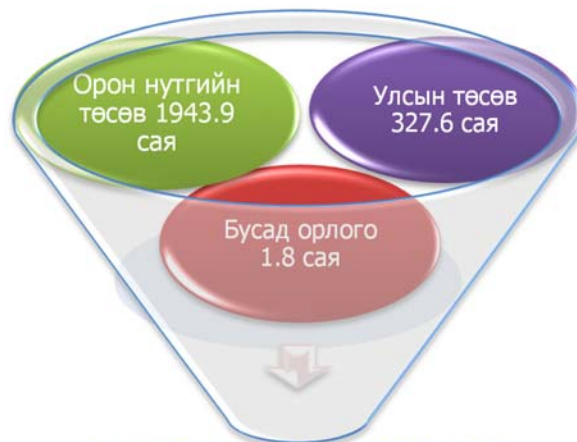 Орон нутгийн
төсөв 1943.9
сая
Улсын төсөв
327.6 сая
Бусад орлого
1.8 сая